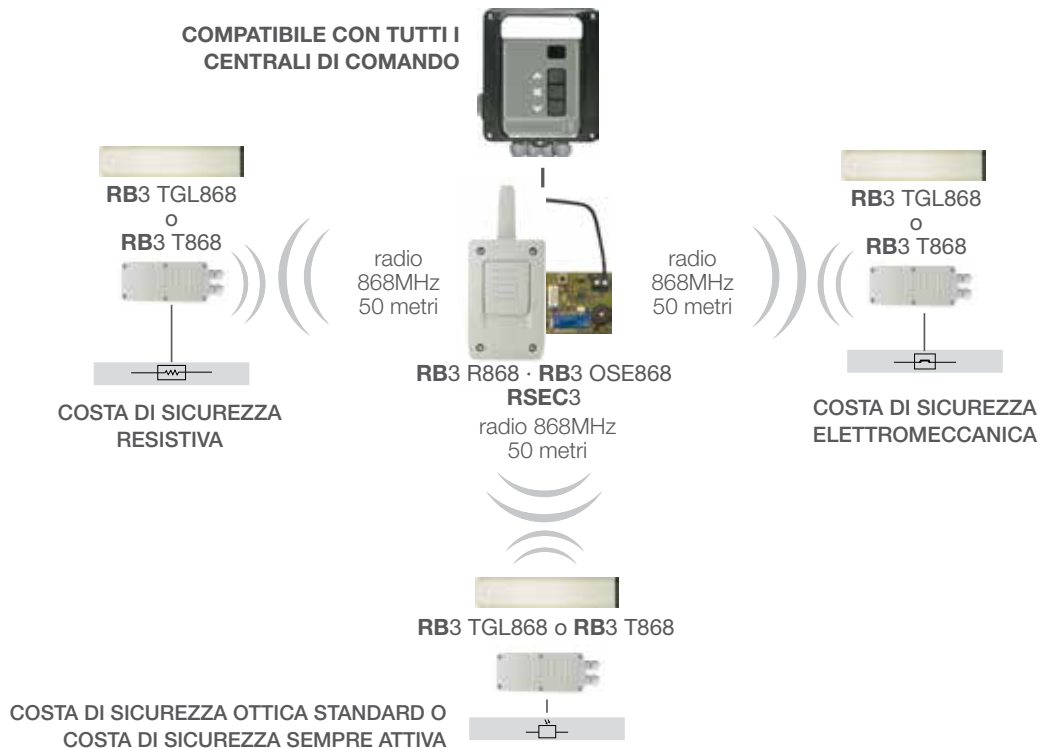 COMPATIBILE CON TUTTI I
CENTRALI DI COMANDO
RB3 TGL868
o
RB3 T868
radio
868MHz
50 metri
COSTA DI SICUREZZA
RESISTIVA
radio
868MHz
50 metri
RB3 TGL868
o
RB3 T868
COSTA DI SICUREZZA
ELETTROMECCANICA
RB3 R868 · RB3 OSE868
RSEC3
radio 868MHz
50 metri
RB3 TGL868 o RB3 T868
COSTA DI SICUREZZA OTTICA STANDARD O
COSTA DI SICUREZZA SEMPRE ATTIVA